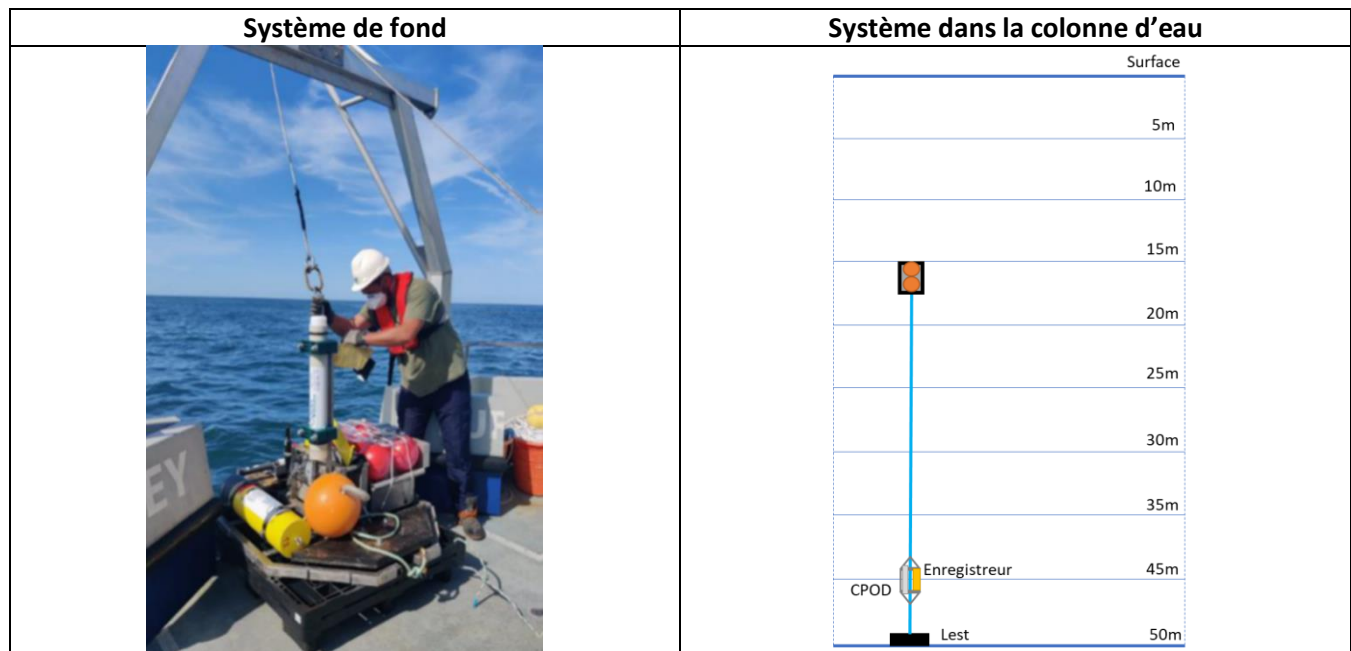 Système de fond
Système dans la colonne d’eau
EY
Surface
5m
10m
15m
20m
25m
30m
35m
Enregistreur
45m
CPOD
Lest
50m